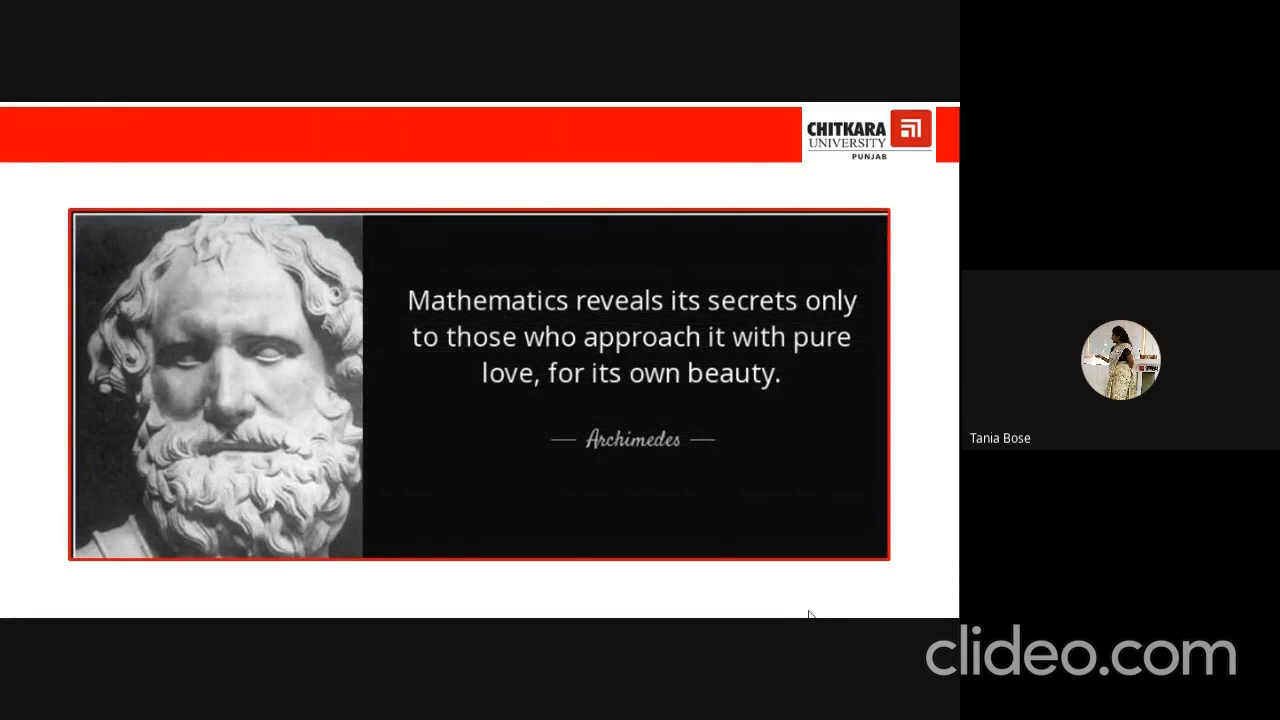 CHITKARA
UNIVERSITY
PUNJAB
Mathematics reveals its secrets only
to those who approach it with pure
love, for its own beauty.
— Archimedes —
Tania Bose
clideo.com